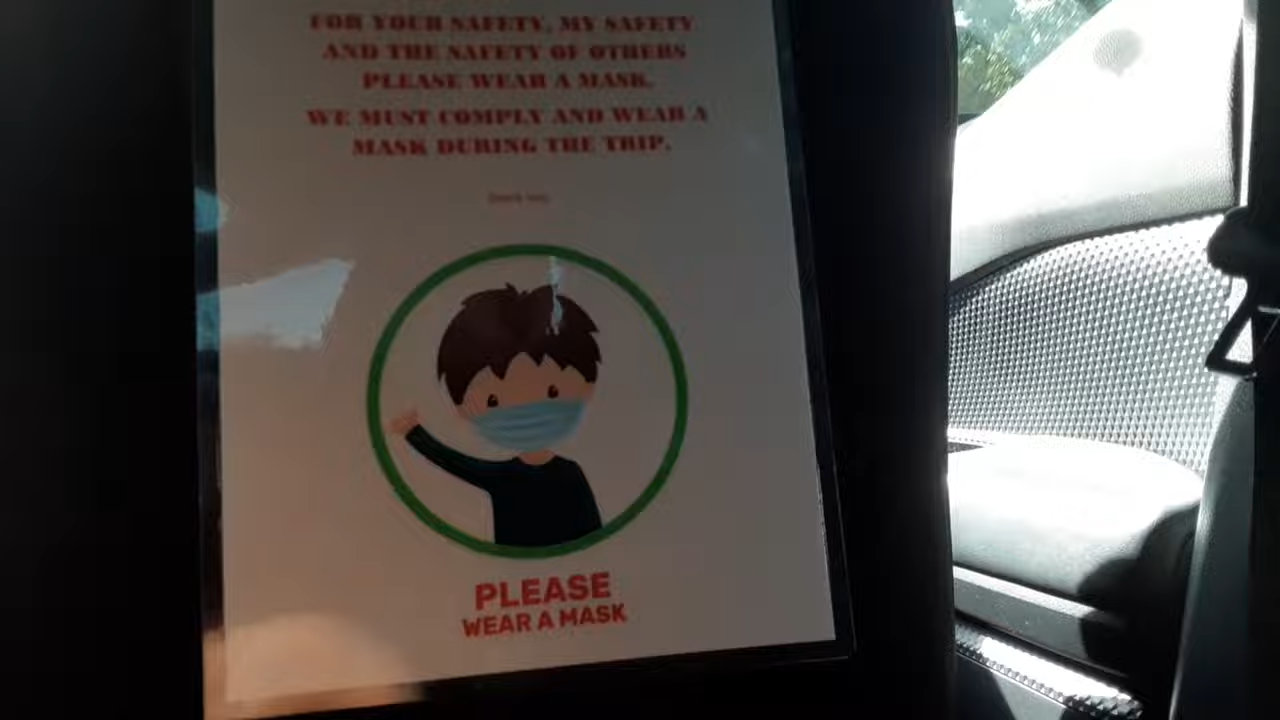 FOR YOUR SAFETY, MY SAFETY
AND THE SAFETY OF OTHERS
PLEASE WEAR A MASK.
WE MUST COMPLY AND WEAR A
MASK DURING THE TRIP.
PLEASE
WEAR A MASK